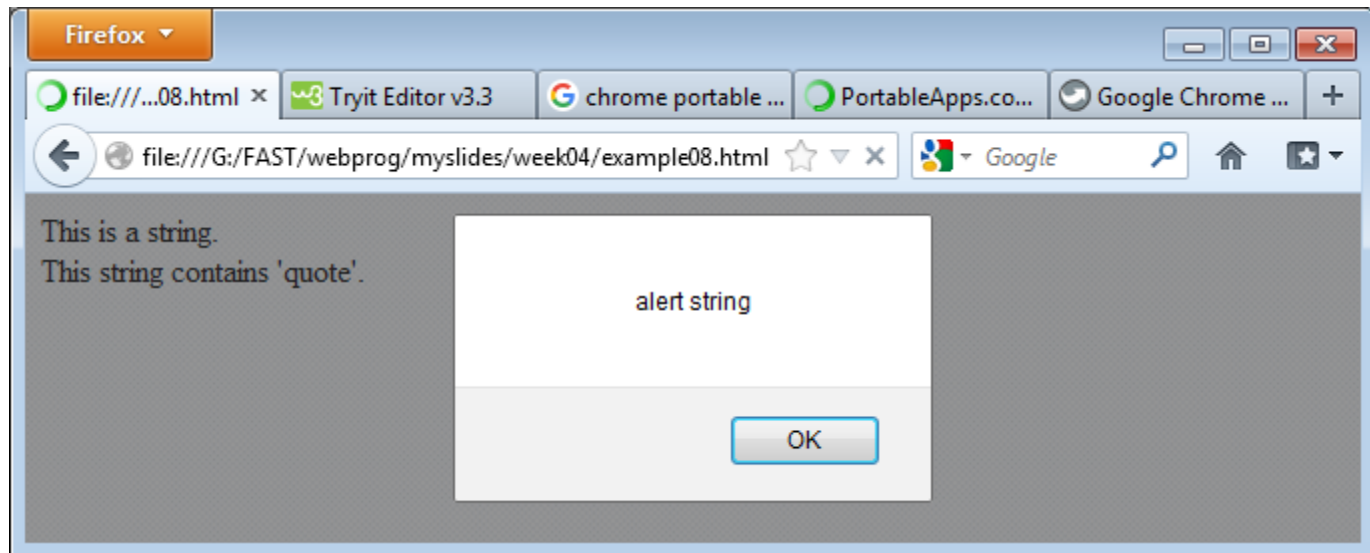 Firefox
file:///...08.html
Tryit Editor v3.3
chrome portable ...
PortableApps.co...
Google Chrome ...
file:///G:/FAST/webprog/myslides/week04/example08.html
Google
This is a string.
This string contains 'quote'.
alert string
OK